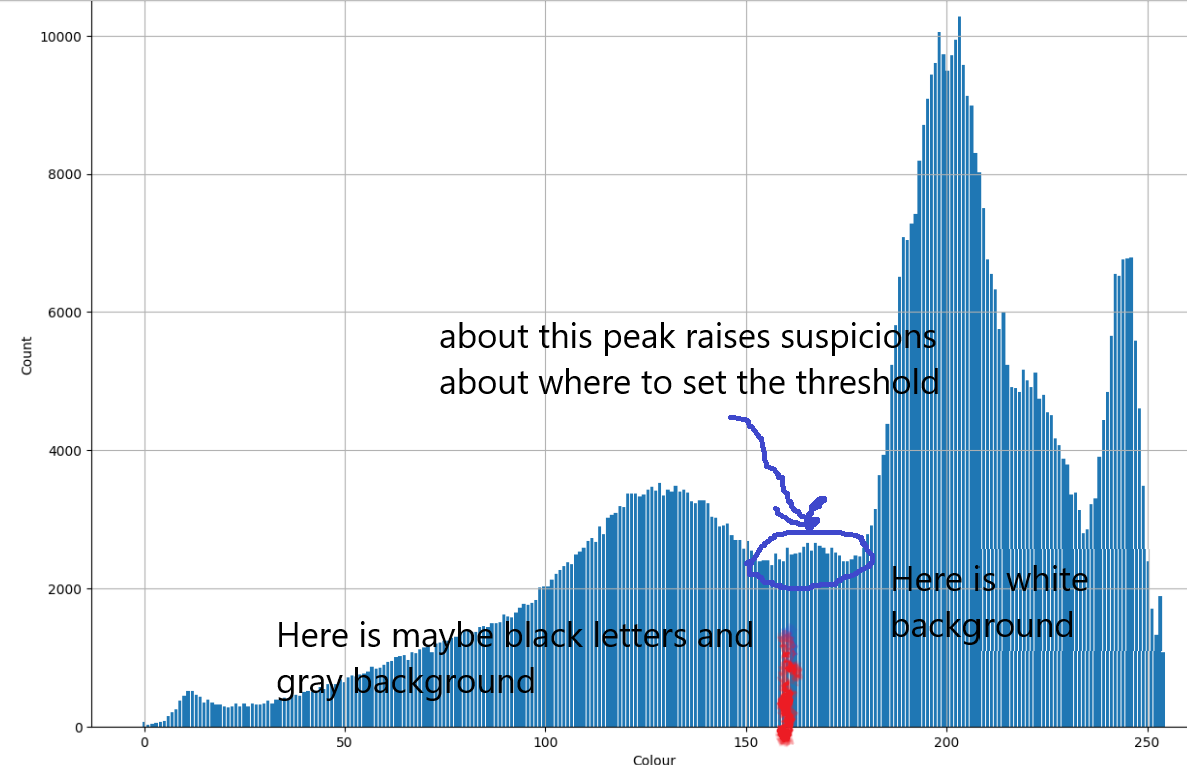 10000
8000
6000
4000
2000
0
Count
about this peak raises suspicions
about where to set the threshold
Here is white
background
Here is maybe black letters and
gray background
0
50
100
150
200
250
Colour